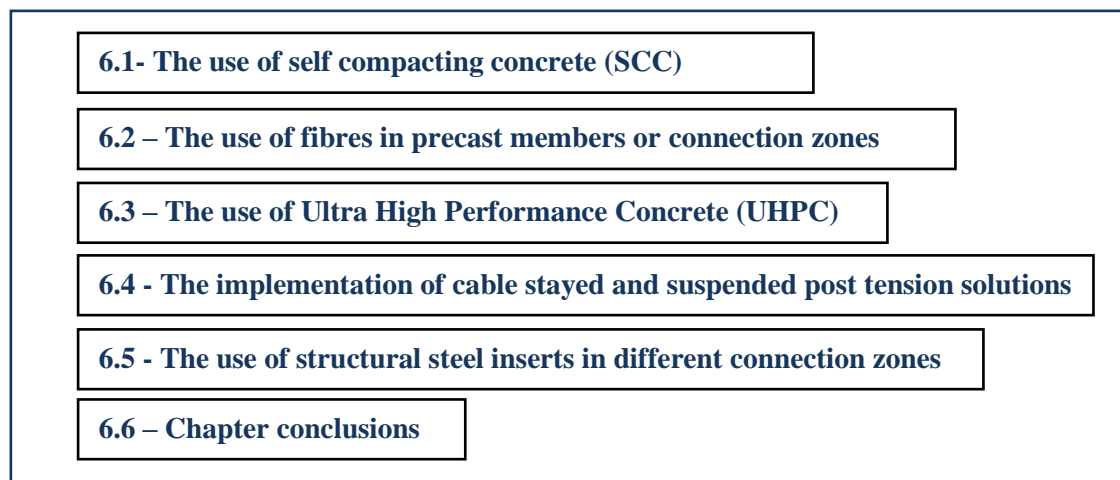 6.1- The use of self compacting concrete (SCC)
6.2 – The use of fibres in precast members or connection zones
6.3 – The use of Ultra High Performance Concrete (UHPC)
6.4 - The implementation of cable stayed and suspended post tension solutions
6.5 - The use of structural steel inserts in different connection zones
6.6 – Chapter conclusions